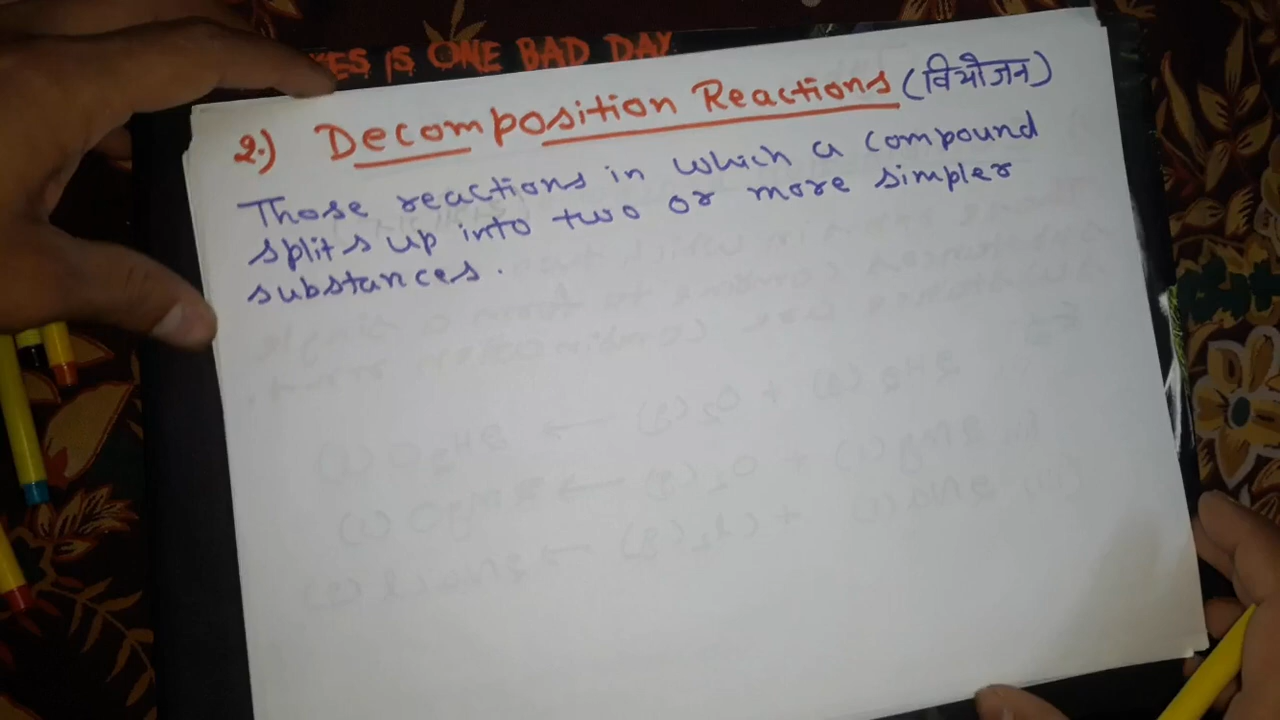 ES IS ONE BAD DAY
2.) Decomposition Reactions (वियोजन)
Those reactions in which a compound
splits up into two or more simpler
substances.